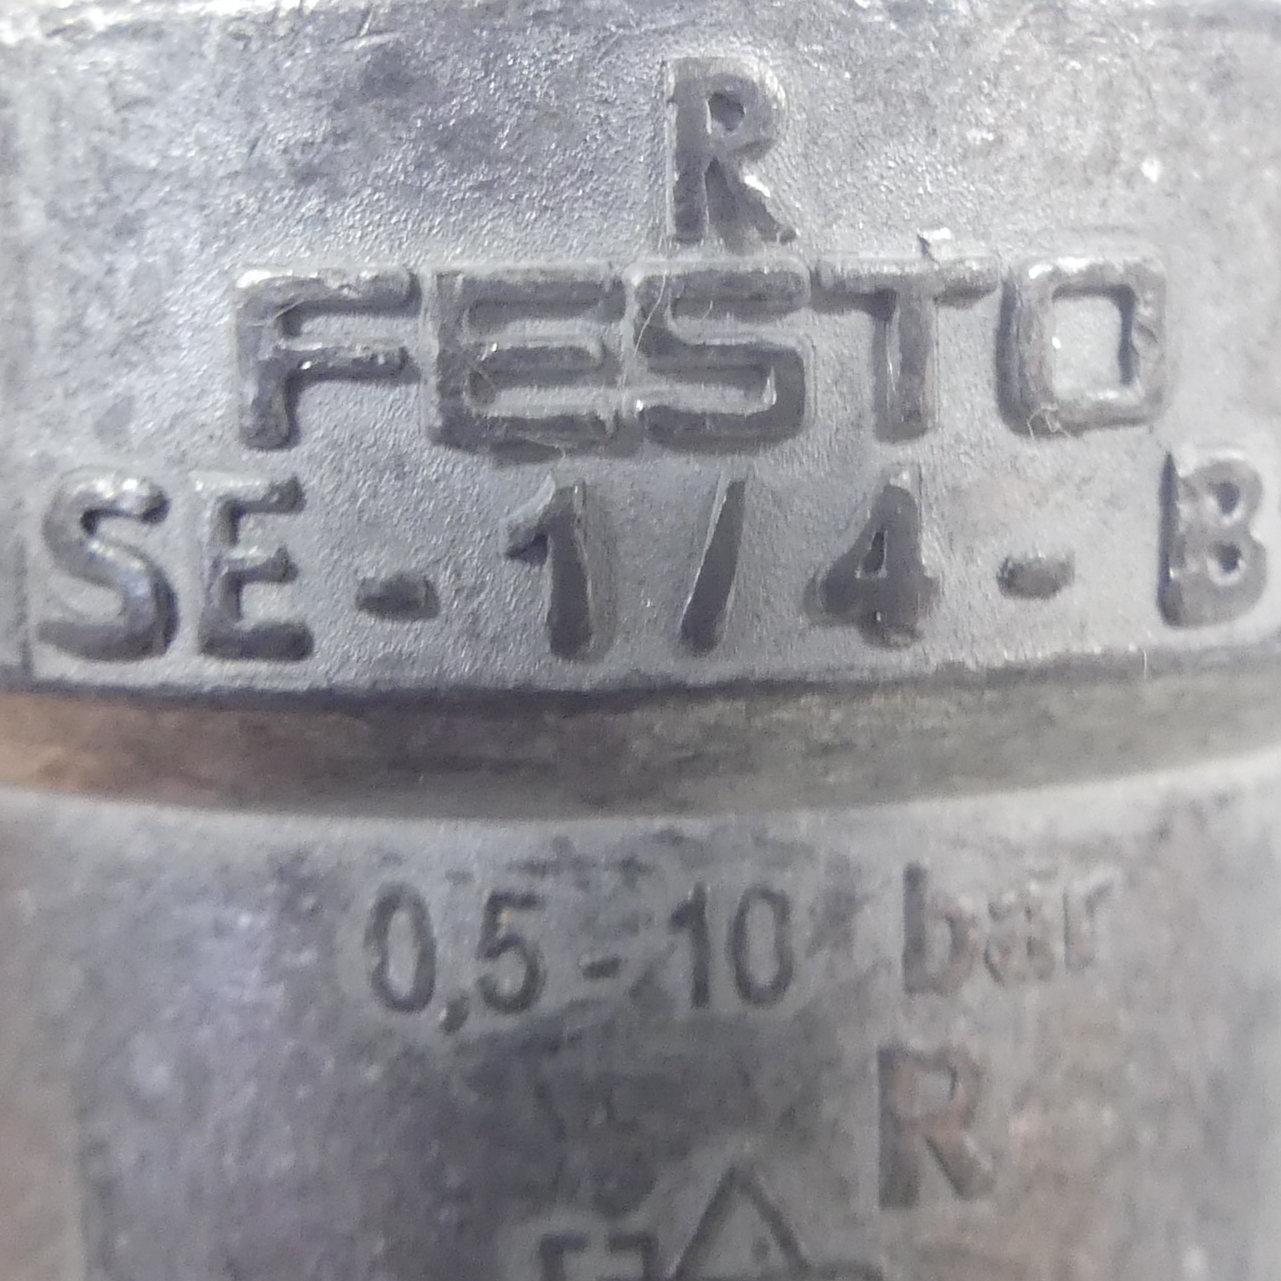 R
FESTO
SE-1/4-B
0,5-10 bar
R